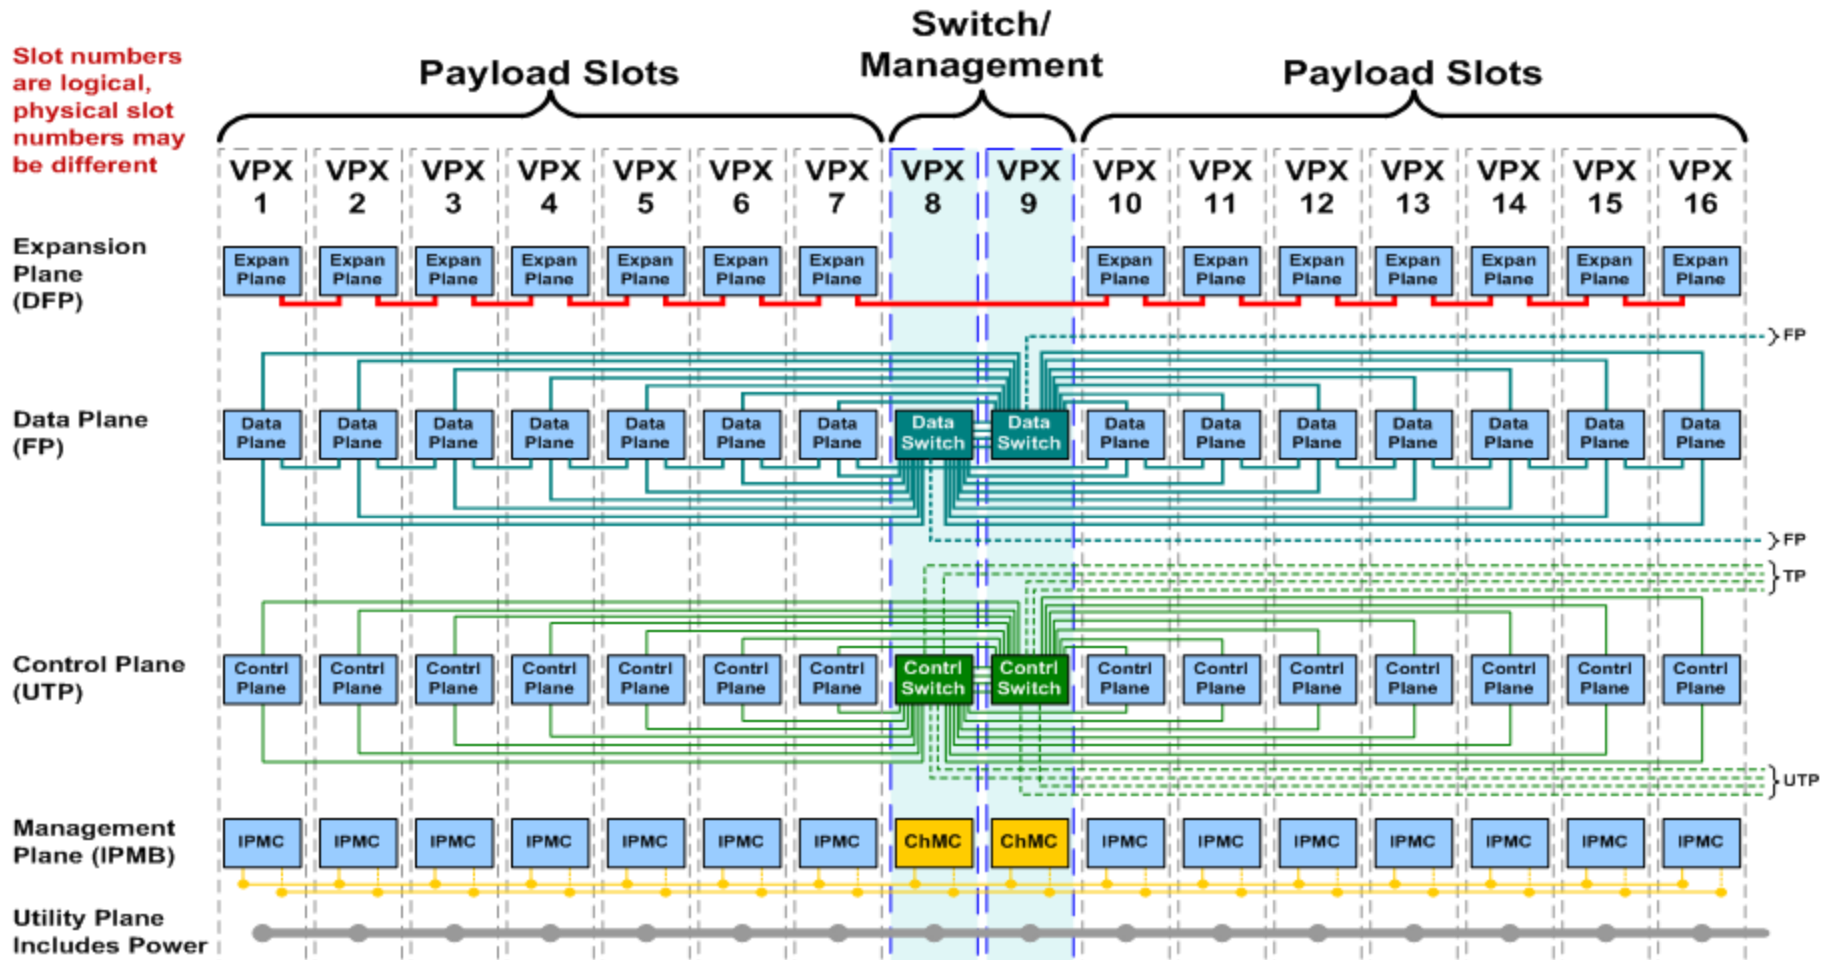 Switch/
Management
Payload Slots
Payload Slots
Slot numbers
are logical,
physical slot
numbers may
be different
VPX VPX VPX VPX VPX VPX VPX VPX VPX VPX VPX VPX VPX VPX VPX VPX
1 2 3 4 5 6 7 8 9 10 11 12 13 14 15 16
Expansion
Plane
(DFP)
Expan Expan Expan Expan Expan Expan Expan Expan Expan Expan Expan Expan Expan Expan
Plane Plane Plane Plane Plane Plane Plane Plane Plane Plane Plane Plane Plane Plane
FP
Data Plane
(FP)
Data Data Data Data Data Data Data Data Data Data Data Data Data Data Data Data
Plane Plane Plane Plane Plane Plane Plane Switch Switch Plane Plane Plane Plane Plane Plane Plane
FP
TP
Control Plane
(UTP)
Contrl Contrl Contrl Contrl Contrl Contrl Contrl Contrl Contrl Contrl Contrl Contrl Contrl Contrl Contrl Contrl
Plane Plane Plane Plane Plane Plane Plane Switch Switch Plane Plane Plane Plane Plane Plane Plane
UTP
Management
Plane (IPMB)
IPMC IPMC IPMC IPMC IPMC IPMC IPMC ChMC ChMC IPMC IPMC IPMC IPMC IPMC IPMC IPMC
Utility Plane
Includes Power